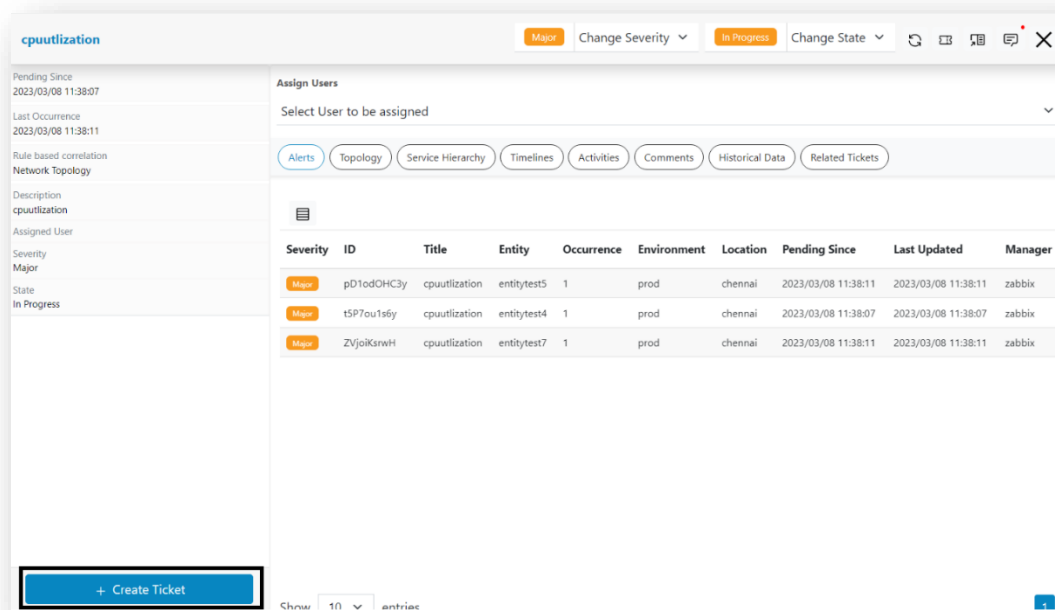 cpuutlization
Major Change Severity In Progress Change State
Pending Since
2023/03/08 11:38:07
Last Occurrence
2023/03/08 11:38:11
Rule based correlation
Network Topology
Description
cpuutlization
Assigned User
Severity
Major
State
In Progress
+ Create Ticket
Assign Users
Select User to be assigned
Alerts Topology Service Hierarchy Timelines Activities Comments Historical Data Related Tickets
Severity ID Title Entity Occurrence Environment Location Pending Since Last Updated Manager
Major pD1odOHC3y cpuutlization entitytest5 1 prod chennai 2023/03/08 11:38:11 2023/03/08 11:38:11 zabbix
Major tSP7ou1s6y cpuutlization entitytest4 1 prod chennai 2023/03/08 11:38:07 2023/03/08 11:38:07 zabbix
Major ZVjoiKsrwH cpuutlization entitytest7 1 prod chennai 2023/03/08 11:38:11 2023/03/08 11:38:11 zabbix
Show 10 entries
1